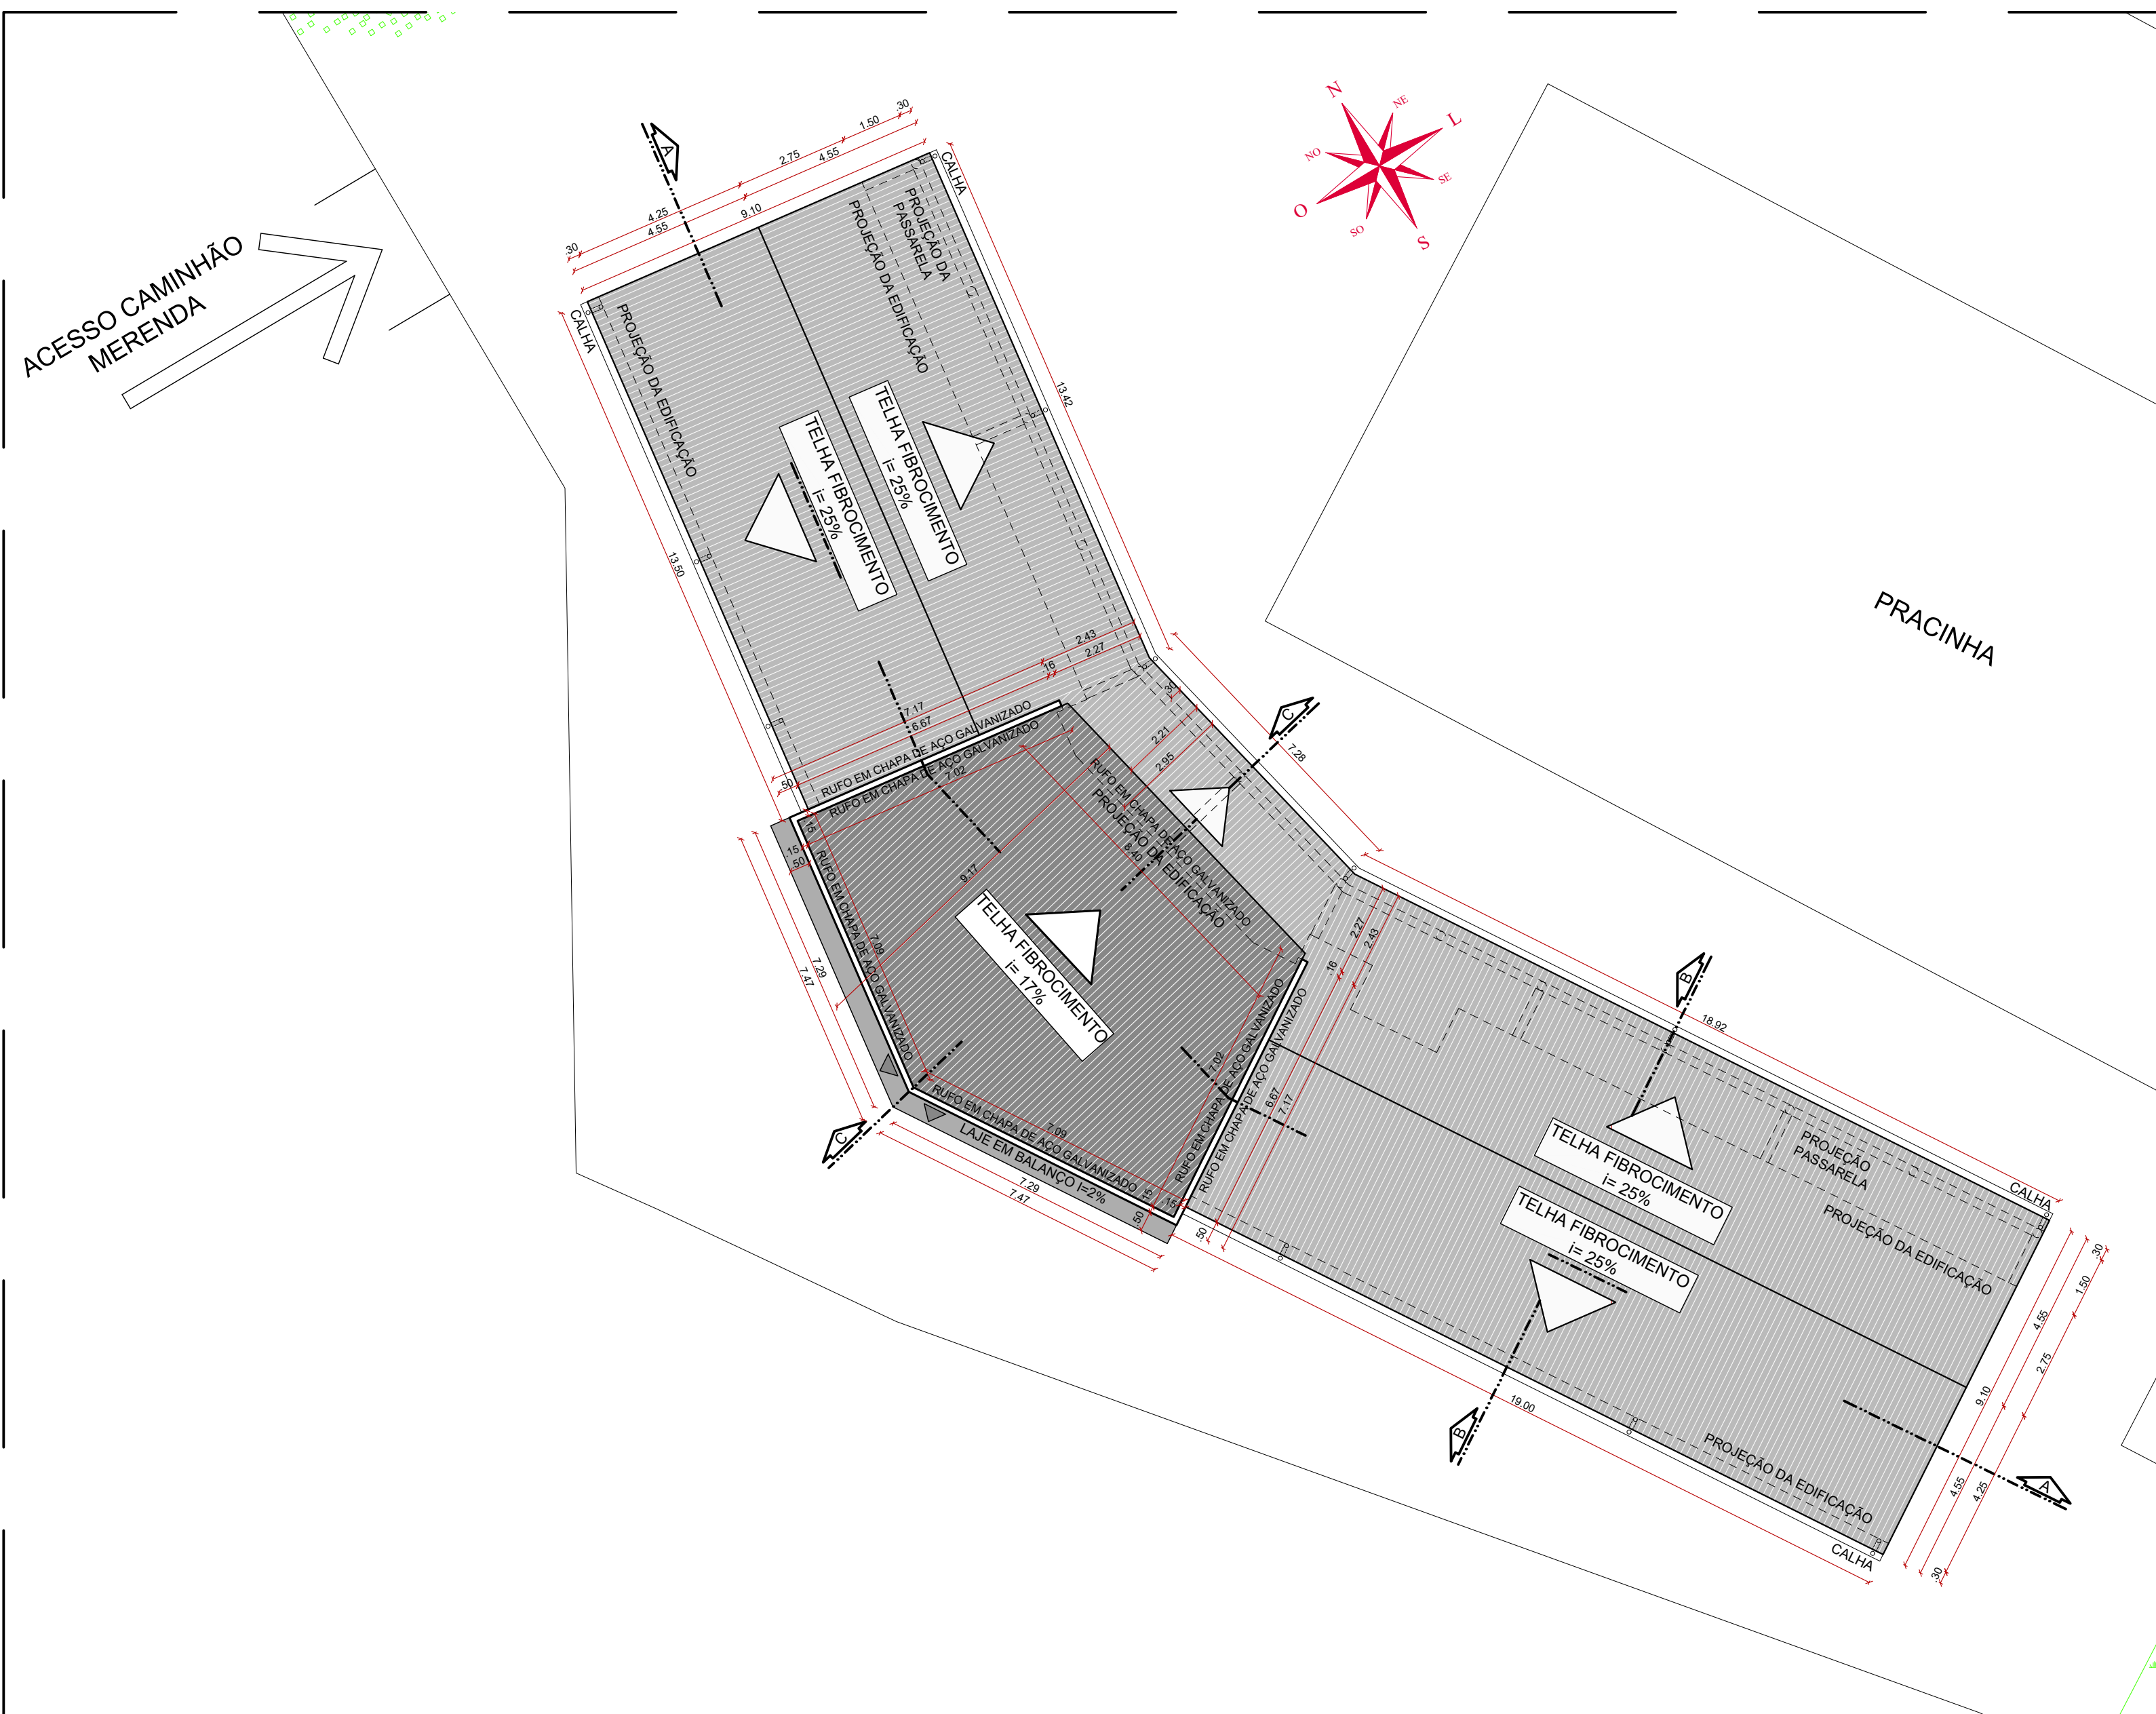 ACESSO CAMINHÃO
MERENDA
A
.30
1.50
2.75
4.55
4.25
4.55
9.10
.30
CALHA
CALHA
PROJEÇÃO DA
PASSARELA
PROJEÇÃO DA EDIFICAÇÃO
PROJEÇÃO DA EDIFICAÇÃO
TELHA FIBROCIMENTO
i= 25%
TELHA FIBROCIMENTO
i= 25%
13.42
13.50
N
NE
L
SE
S
SO
O
NO
PRACINHA
2.43
2.27
.16
7.17
6.67
.50
RUFO EM CHAPA DE AÇO GALVANIZADO
RUFO EM CHAPA DE AÇO GALVANIZADO
7.02
.30
2.21
2.95
C
7.28
RUFO EM CHAPA DE AÇO GALVANIZADO
PROJEÇÃO DA EDIFICAÇÃO
8.40
9.17
.15
.15
.50
RUFO EM CHAPA DE AÇO GALVANIZADO
7.09
7.29
7.47
TELHA FIBROCIMENTO
i= 17%
C
RUFO EM CHAPA DE AÇO GALVANIZADO
7.09
LAJE EM BALANÇO I=2%
7.29
7.47
.15
.15
.50
.50
RUFO EM CHAPA DE AÇO GALVANIZADO
RUFO EM CHAPA DE AÇO GALVANIZADO
7.02
6.67
7.17
2.27
2.43
.16
B
18.92
TELHA FIBROCIMENTO
i= 25%
TELHA FIBROCIMENTO
i= 25%
PROJEÇÃO
PASSARELA
PROJEÇÃO DA EDIFICAÇÃO
CALHA
.30
1.50
4.55
2.75
9.10
4.55
4.25
.30
A
B
19.00
PROJEÇÃO DA EDIFICAÇÃO
CALHA